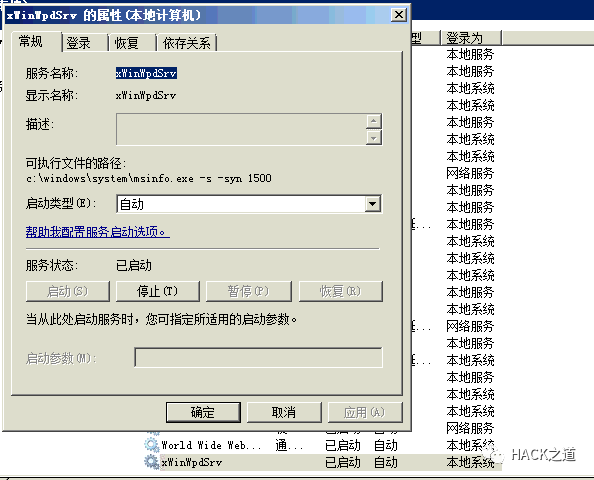 xWinWpdSrv 的属性(本地计算机)
常规 登录 恢复 依存关系
服务名称: xWinWpdSrv
显示名称: xWinWpdSrv
描述:
可执行文件的路径:
c:\windows\system\msinfo.exe -s -syn 1500
启动类型(E): 自动
帮助我配置服务启动选项。
服务状态: 已启动
启动(S) 停止(T) 暂停(P) 恢复(R)
当从此处启动服务时,您可指定所适用的启动参数。
启动参数(M):
确定 取消 应用(A)
型 登录为
本地服务
本地服务
本地系统
本地服务
本地服务
本地系统
本地系统
网络服务
本地服务
本地服务
本地系统
本地系统
本地系统
本地系统
本地服务
本地系统
网络服务
本地服务
本地系统
本地服务
本地系统
本地系统
网络服务
World Wide Web... 通... 已启动 自动 本地系统
xWinWpdSrv 已启动 自动 本地系统
HACK之道